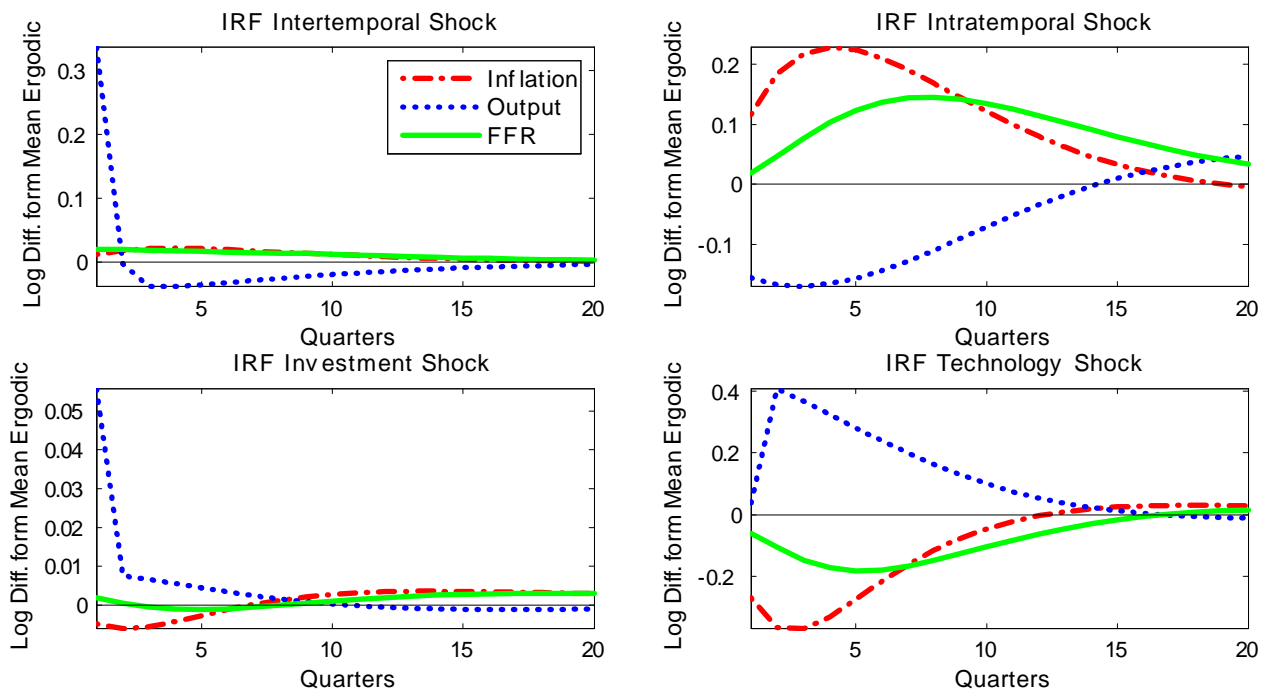 IRF Intertemporal Shock
Log Diff. form Mean Ergodic
0.3
0.2
0.1
0
Inflation
Output
FFR
5
10
15
20
Quarters
IRF Intratemporal Shock
Log Diff. form Mean Ergodic
0.2
0.1
0
-0.1
5
10
15
20
Quarters
IRF Investment Shock
Log Diff. form Mean Ergodic
0.05
0.04
0.03
0.02
0.01
0
5
10
15
20
Quarters
IRF Technology Shock
Log Diff. form Mean Ergodic
0.4
0.2
0
-0.2
5
10
15
20
Quarters